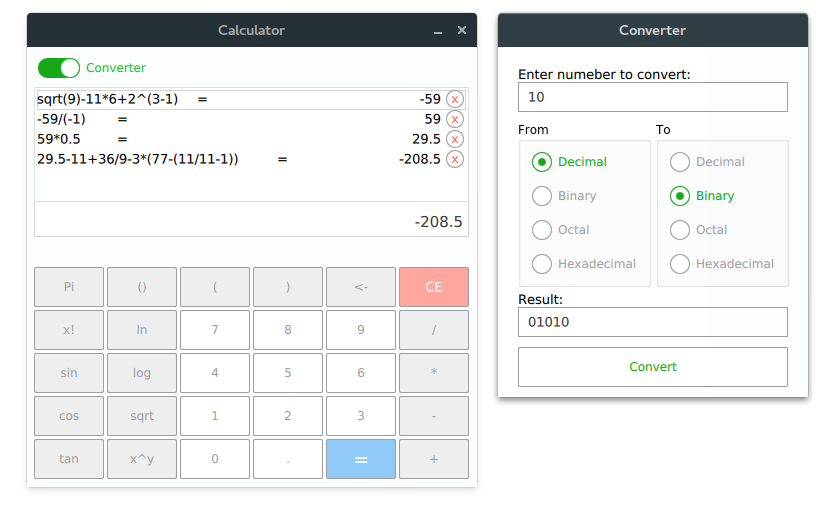 Calculator
Converter
sqrt(9)-11*6+2^(3-1) = -59 x
-59/(-1) = 59 x
59*0.5 = 29.5 x
29.5-11+36/9-3*(77-(11/11-1)) = -208.5 x
-208.5
Pi () ( ) <- CE
x! ln 7 8 9 /
sin log 4 5 6 *
cos sqrt 1 2 3 -
tan x^y 0 . = +
Converter
Enter numeber to convert:
10
From To
Decimal Decimal
Binary Binary
Octal Octal
Hexadecimal Hexadecimal
Result:
01010
Convert